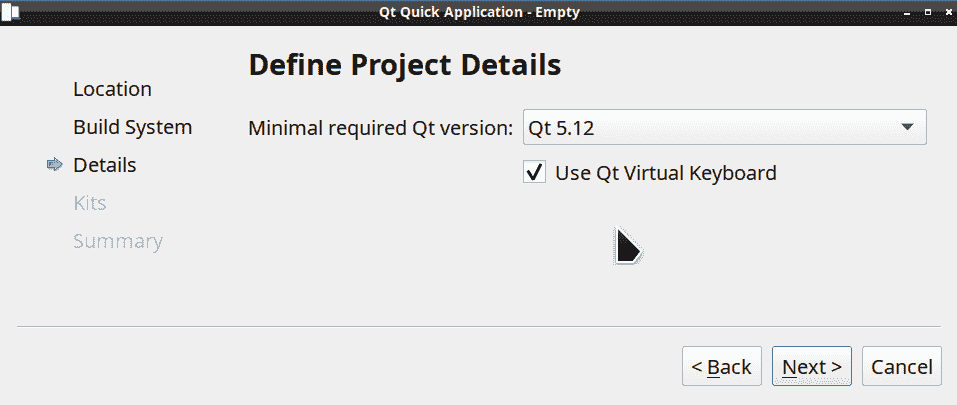 Qt Quick Application - Empty
Define Project Details
Location
Build System
Details
Kits
Summary
Minimal required Qt version: Qt 5.12
Use Qt Virtual Keyboard
< Back Next > Cancel